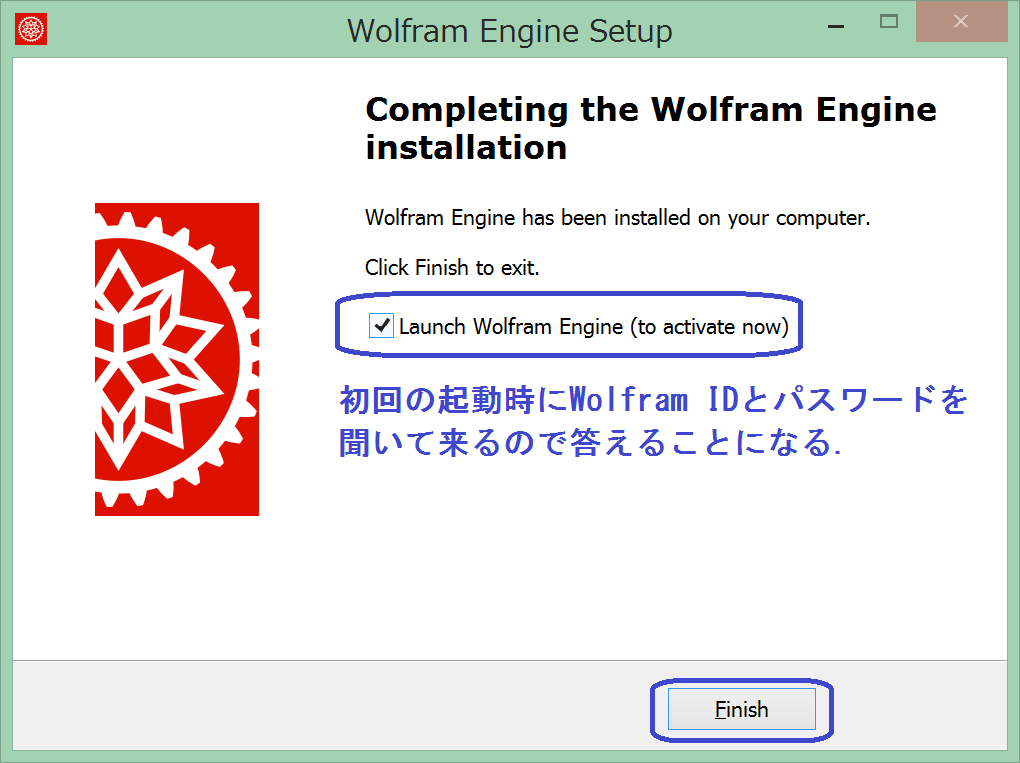 Wolfram Engine Setup
Completing the Wolfram Engine
installation
Wolfram Engine has been installed on your computer.
Click Finish to exit.
Launch Wolfram Engine (to activate now)
初回の起動時にWolfram IDとパスワードを
聞いて来るので答えることになる.
Finish